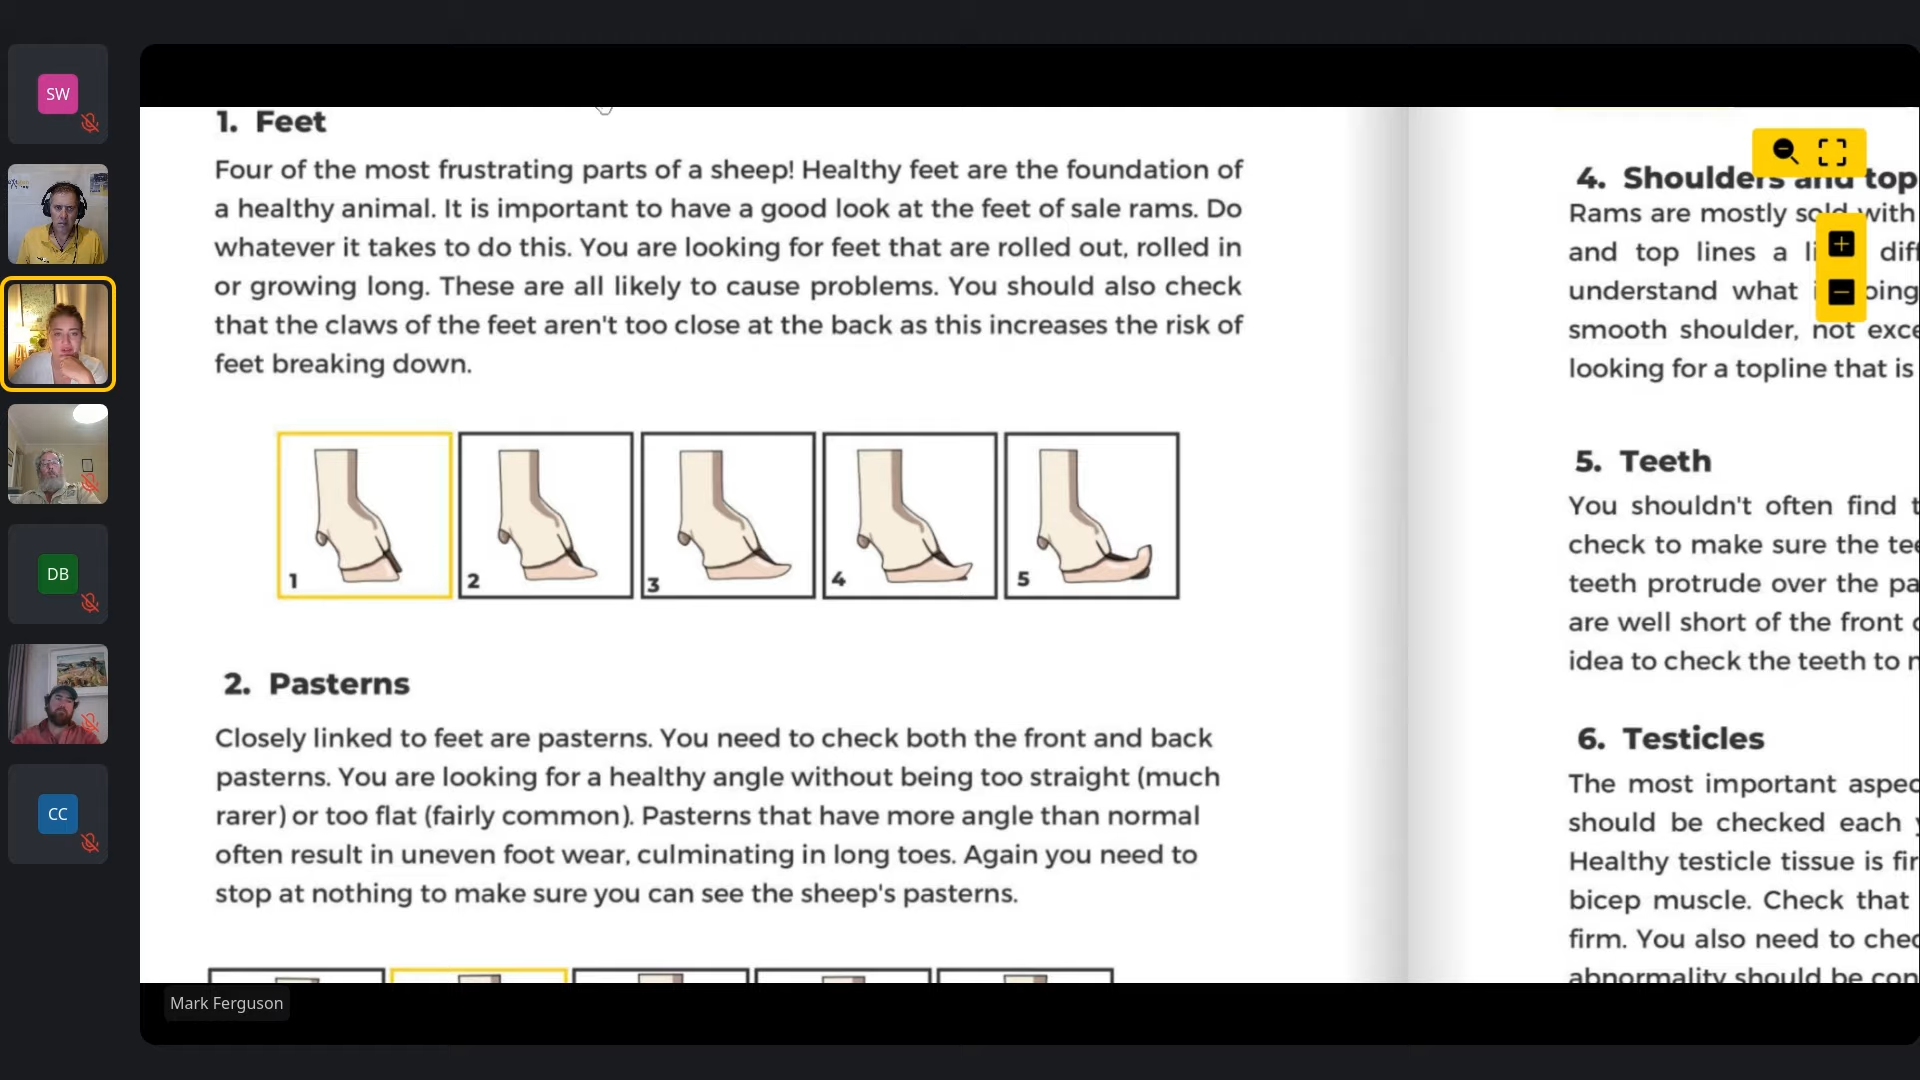 SW
1. Feet
Four of the most frustrating parts of a sheep! Healthy feet are the foundation of
a healthy animal. It is important to have a good look at the feet of sale rams. Do
whatever it takes to do this. You are looking for feet that are rolled out, rolled in
or growing long. These are all likely to cause problems. You should also check
that the claws of the feet aren't too close at the back as this increases the risk of
feet breaking down.
1
2
3
4
5
2. Pasterns
Closely linked to feet are pasterns. You need to check both the front and back
pasterns. You are looking for a healthy angle without being too straight (much
rarer) or too flat (fairly common). Pasterns that have more angle than normal
often result in uneven foot wear, culminating in long toes. Again you need to
stop at nothing to make sure you can see the sheep's pasterns.
4. Shoulders and top
Rams are mostly sold with
and top lines a
understand what
smooth shoulder, not
looking for a topline that is
5. Teeth
You shouldn't often find
check to make sure the
teeth protrude over the
are well short of the front
idea to check the teeth to
6. Testicles
The most important
should be checked each
Healthy testicle tissue is
bicep muscle. Check that
firm. You also need to
abnormality should be
DB
CC
Mark Ferguson